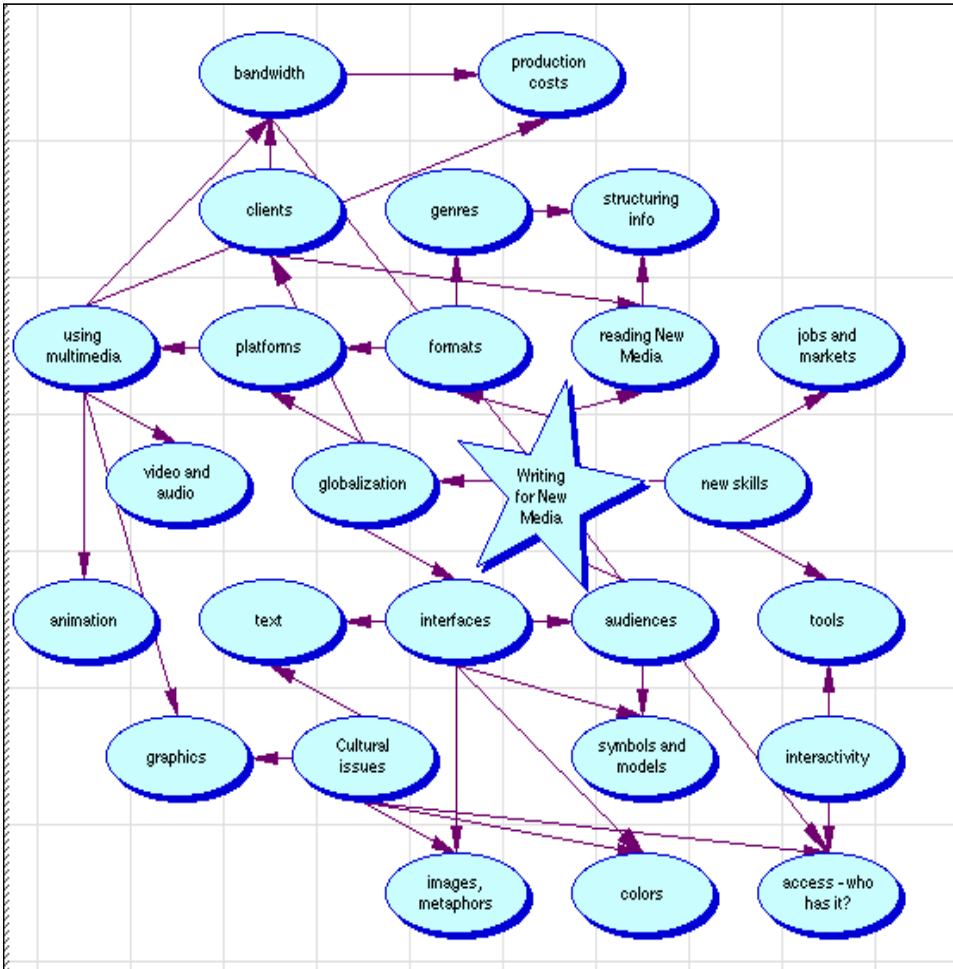 bandwidth
production
costs
clients
genres
structuring
info
using
multimedia
platforms
formats
reading New
Media
jobs and
markets
video and
audio
globalization
Writing
for New
Media
new skills
animation
text
interfaces
audiences
tools
graphics
Cultural
issues
symbols and
models
interactivity
images,
metaphors
colors
access - who
has it?